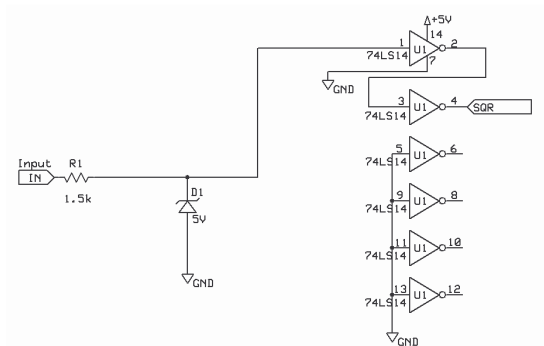 +5V
14
1
U1
2
74LS14
7
GND
3
U1
4
SQR
74LS14
5
U1
6
74LS14
Input
R1
IN
1.5k
D1
5V
9
U1
8
74LS14
11
U1
10
74LS14
GND
13
U1
12
74LS14
GND